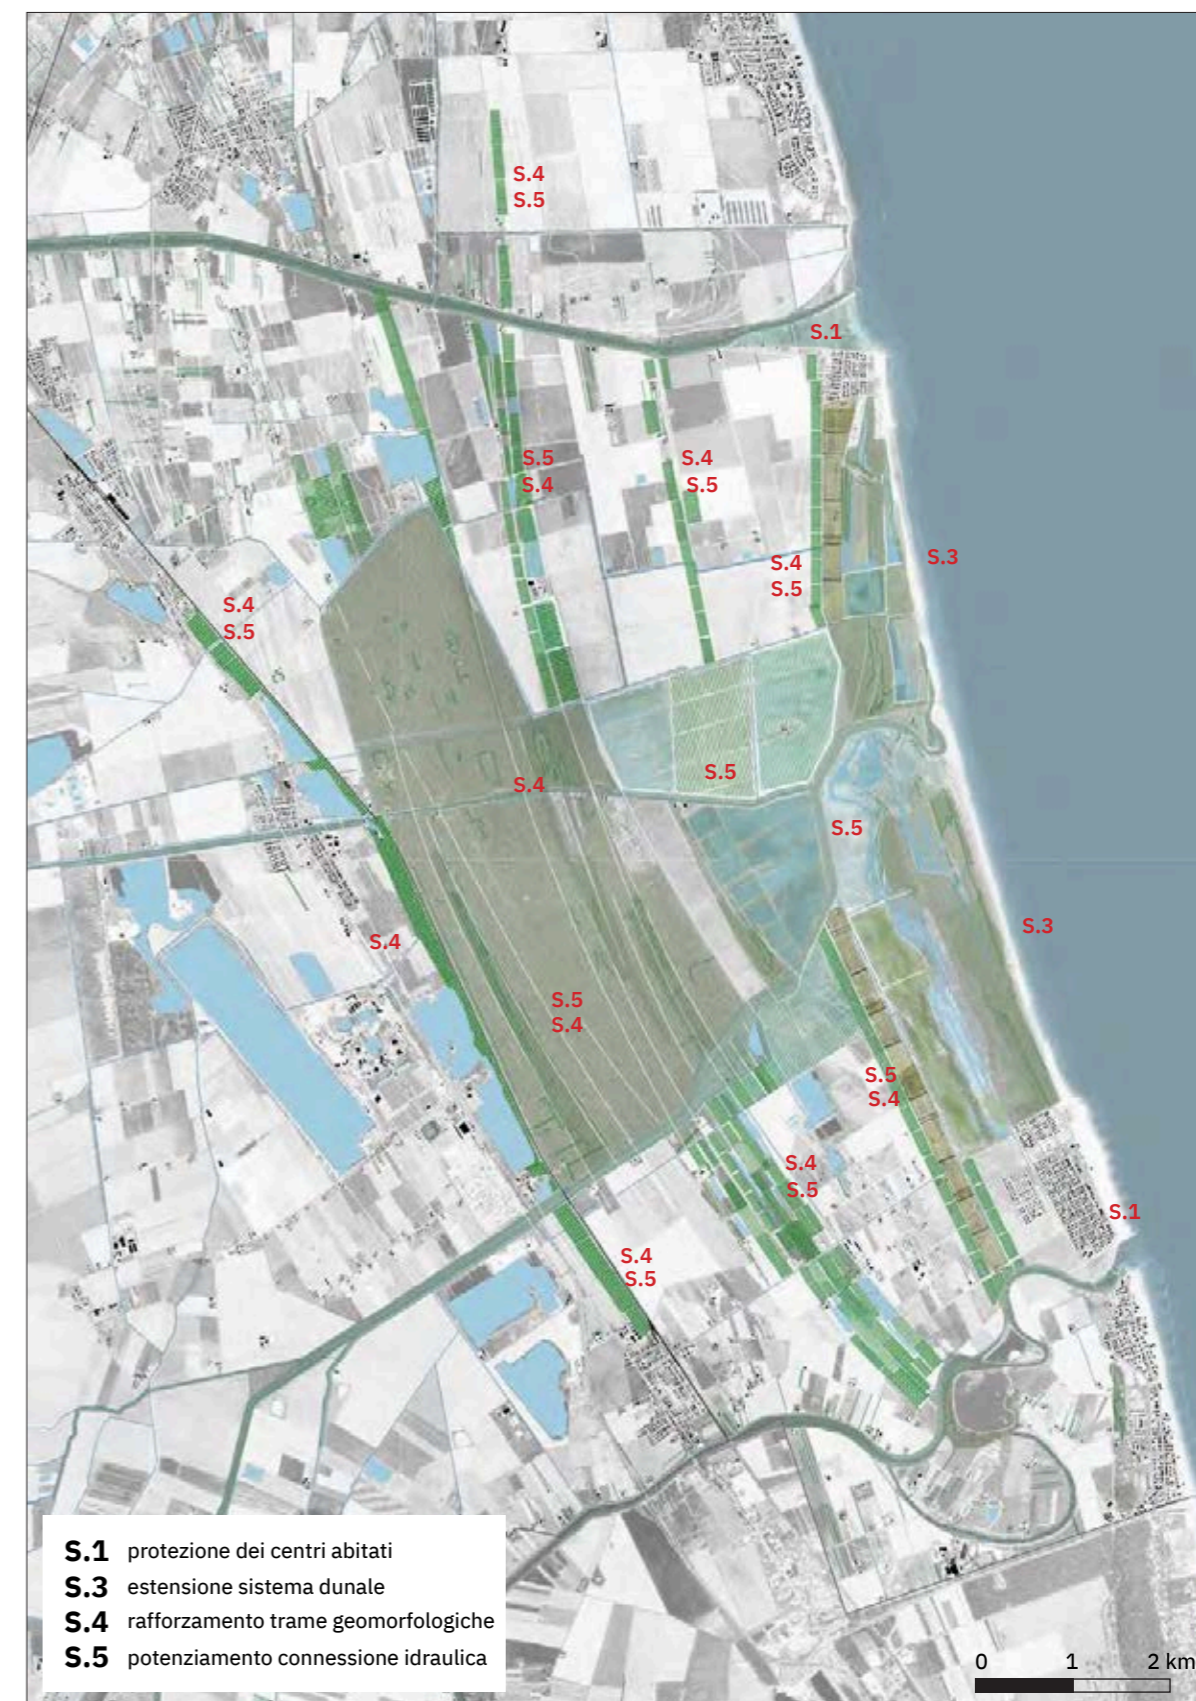 S.4
S.5
S.1
S.5
S.4
S.4
S.5
S.3
S.4
S.5
S.4
S.5
S.4
S.5
S.5
S.3
S.4
S.5
S.4
S.5
S.4
S.4
S.5
S.1
S.4
S.5
S.1 protezione dei centri abitati
S.3 estensione sistema dunale
S.4 rafforzamento trame geomorfologiche
S.5 potenziamento connessione idraulica
0 1 2 km